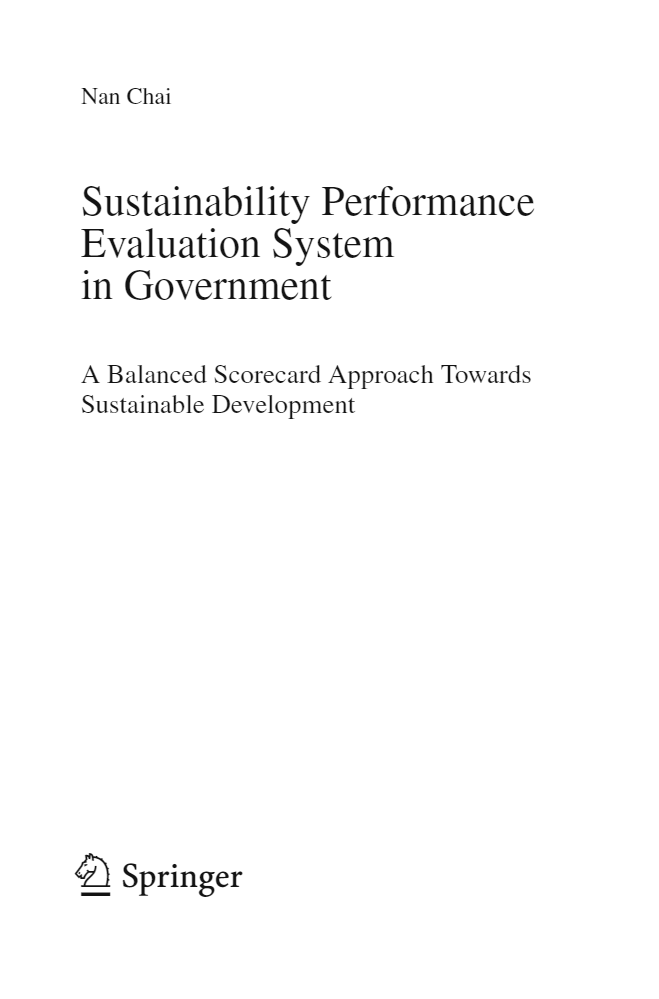 Nan Chai
Sustainability Performance
Evaluation System
in Government
A Balanced Scorecard Approach Towards
Sustainable Development
Springer